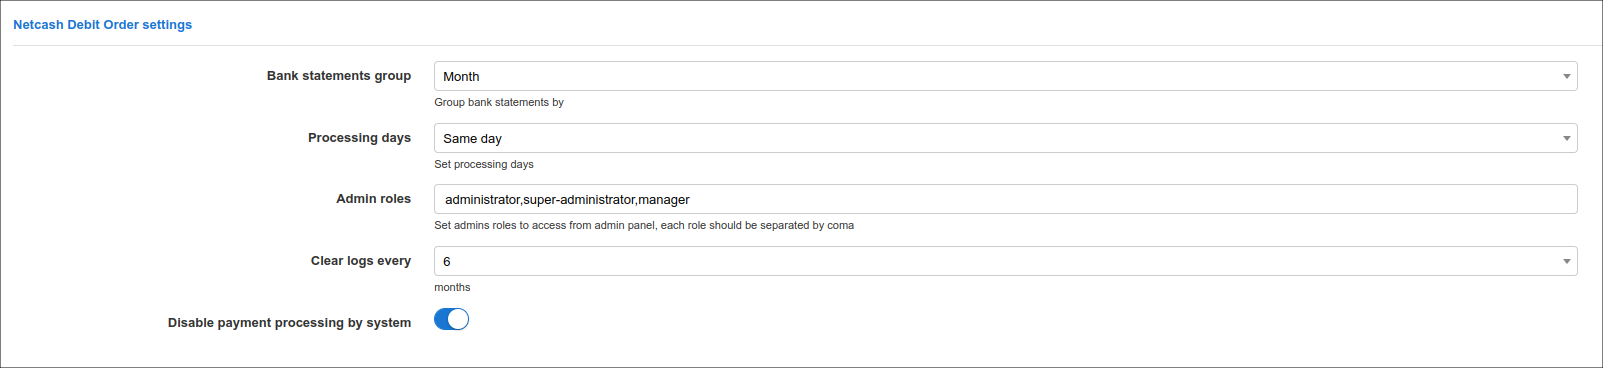 Netcash Debit Order settings
Bank statements group
Month
Group bank statements by
Processing days
Same day
Set processing days
Admin roles
administrator,super-administrator,manager
Set admins roles to access from admin panel, each role should be separated by coma
Clear logs every
6
months
Disable payment processing by system